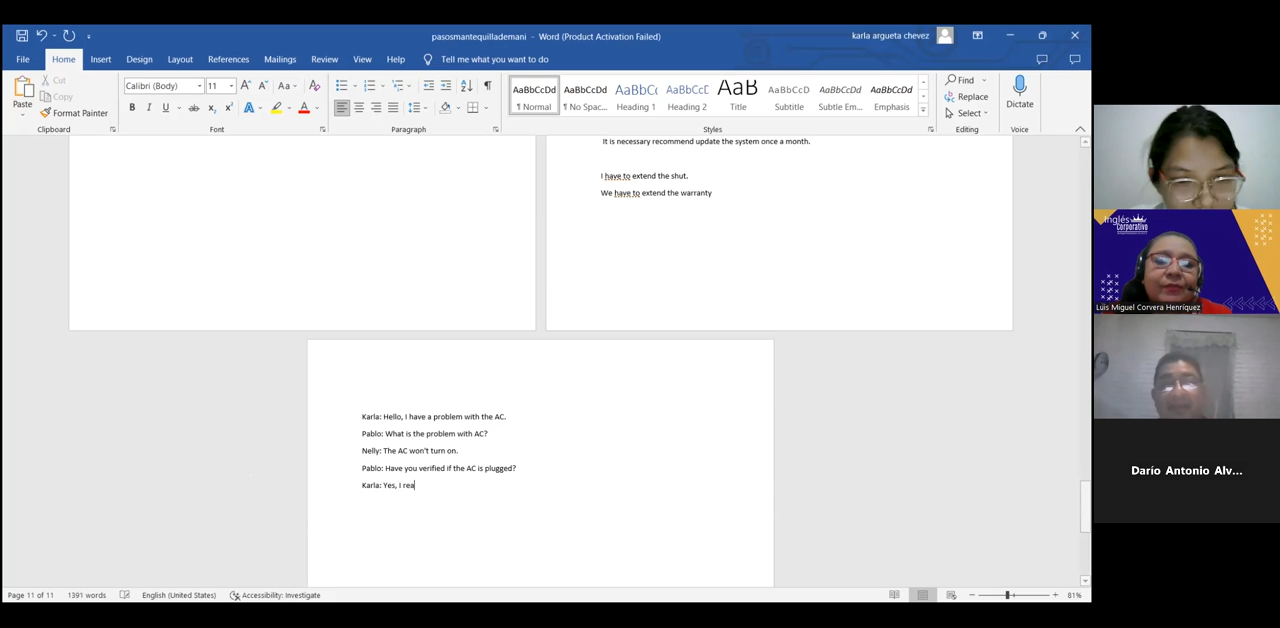 pasosmantequillademani - Word (Product Activation Failed)
karla argueta chevez
File Home Insert Design Layout References Mailings Review View Help Tell me what you want to do
Paste
Cut
Copy
Format Painter
Clipboard
Calibri (Body) 11
Font
Paragraph
AaBbCcDd AaBbCcDd AaBbC AaBbCcD AaB AaBbCcD AaBbCcDd AaBbCcDd
¶ Normal ¶ No Spac... Heading 1 Heading 2 Title Subtitle Subtle Em... Emphasis
Styles
Find
Replace
Select
Editing
Dictate
Voice
It is necessary recommend update the system once a month.
I have to extend the shut.
We have to extend the warranty
Karla: Hello, I have a problem with the AC.
Pablo: What is the problem with AC?
Nelly: The AC won't turn on.
Pablo: Have you verified if the AC is plugged?
Karla: Yes, I rea
Page 11 of 11 1391 words English (United States) Accessibility: Investigate 81%
Inglés
Corporativo
Luis Miguel Corvera Henríquez
Darío Antonio Alv...